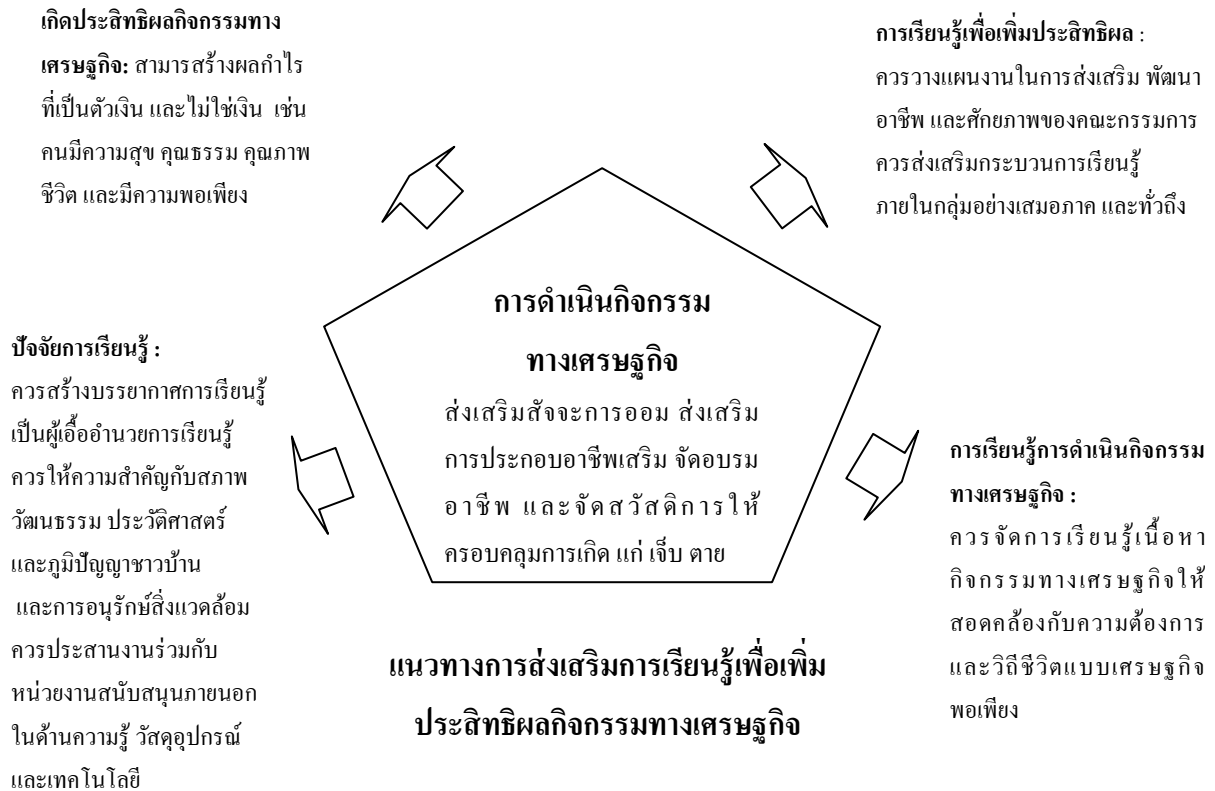 เกิดประสิทธิผลกิจกรรมทาง
เศรษฐกิจ: สามารสร้างผลกำไร
ที่เป็นตัวเงิน และไม่ใช่เงิน เช่น
คนมีความสุข คุณธรรม คุณภาพ
ชีวิต และมีความพอเพียง
การเรียนรู้เพื่อเพิ่มประสิทธิผล :
ควรวางแผนงานในการส่งเสริม พัฒนา
อาชีพ และศักยภาพของคณะกรรมการ
ควรส่งเสริมกระบวนการเรียนรู้
ภายในกลุ่มอย่างเสมอภาค และทั่วถึง
การดำเนินกิจกรรม
ทางเศรษฐกิจ
ส่งเสริมสัจจะการออม ส่งเสริม
การประกอบอาชีพเสริม จัดอบรม
อาชีพ และจัดสวัสดิการให้
ครอบคลุมการเกิด แก่ เจ็บ ตาย
ปัจจัยการเรียนรู้ :
ควรสร้างบรรยากาศการเรียนรู้
เป็นผู้เอื้ออำนวยการเรียนรู้
ควรให้ความสำคัญกับสภาพ
วัฒนธรรม ประวัติศาสตร์
และภูมิปัญญาชาวบ้าน
และการอนุรักษ์สิ่งแวดล้อม
ควรประสานงานร่วมกับ
หน่วยงานสนับสนุนภายนอก
ในด้านความรู้ วัสดุอุปกรณ์
และเทคโนโลยี
การเรียนรู้การดำเนินกิจกรรม
ทางเศรษฐกิจ :
ควรจัดการเรียนรู้เนื้อหา
กิจกรรมทางเศรษฐกิจให้
สอดคล้องกับความต้องการ
และวิถีชีวิตแบบเศรษฐกิจ
พอเพียง
แนวทางการส่งเสริมการเรียนรู้เพื่อเพิ่ม
ประสิทธิผลกิจกรรมทางเศรษฐกิจ